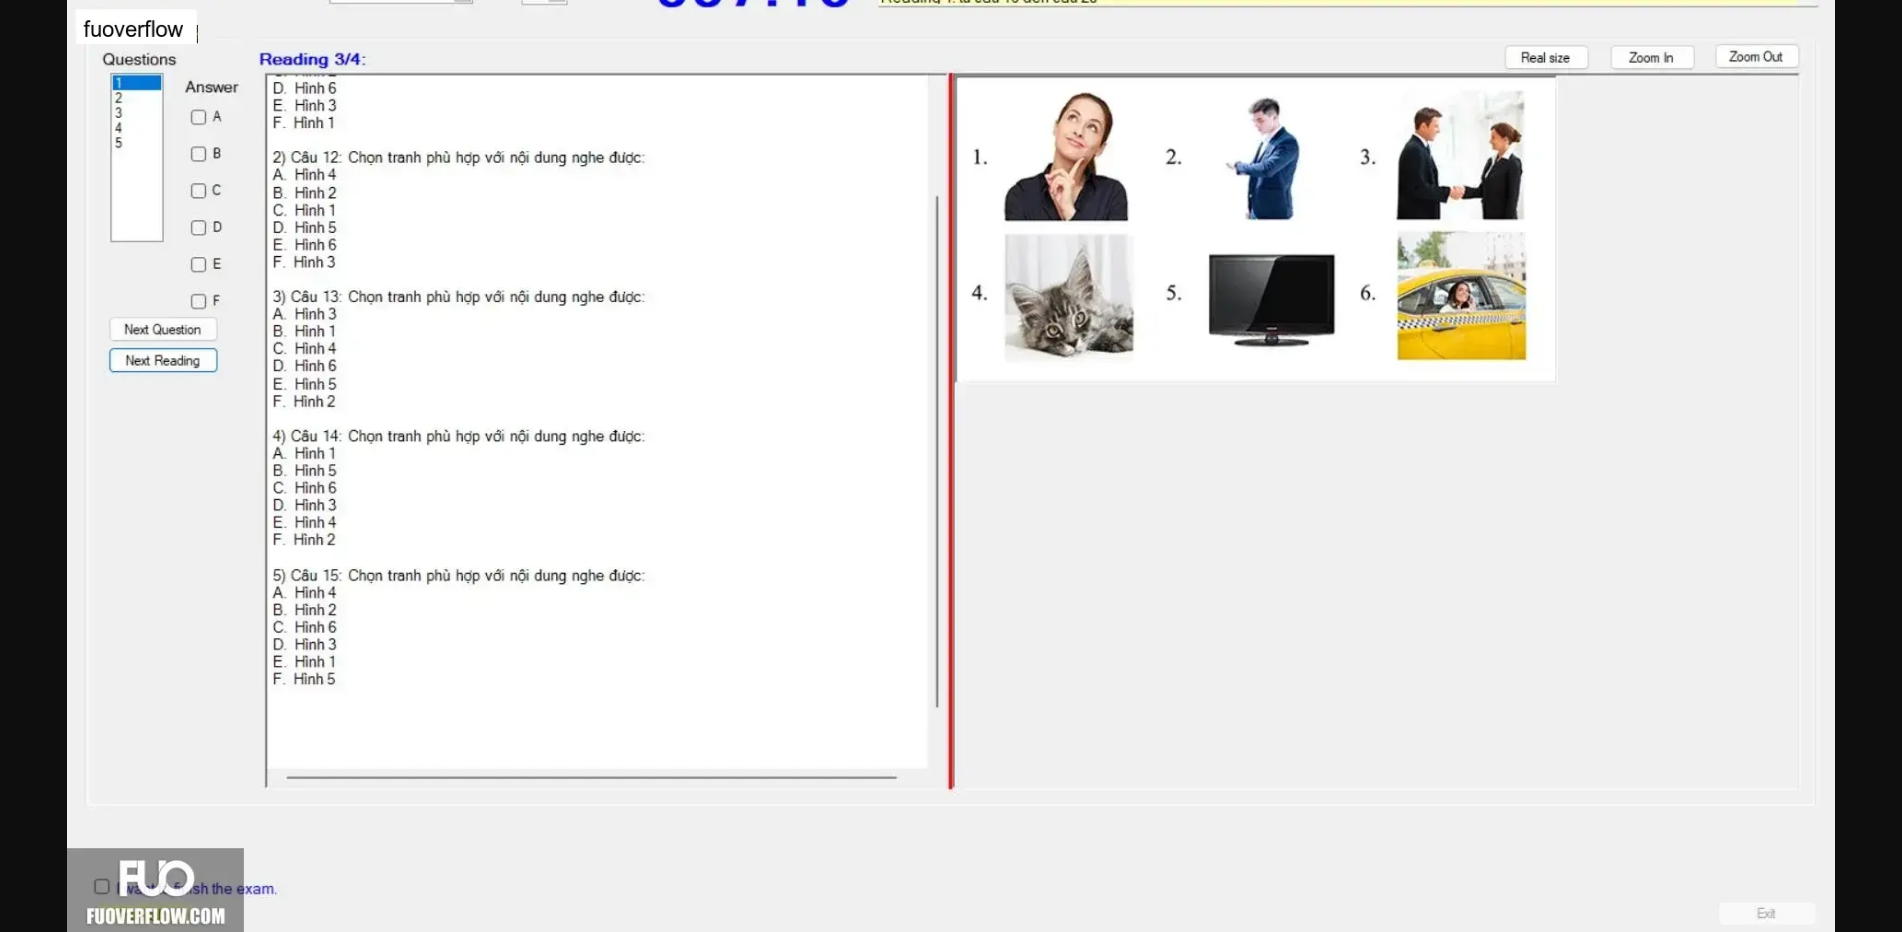 fuoverflow
Questions
Reading 3/4:
Real size
Zoom In
Zoom Out
1
2
3
4
5
Answer
A
B
C
D
E
F
Next Question
Next Reading
D. Hình 6
E. Hình 3
F. Hình 1
2) Câu 12: Chọn tranh phù hợp với nội dung nghe được:
A. Hình 4
B. Hình 2
C. Hình 1
D. Hình 5
E. Hình 6
F. Hình 3
3) Câu 13: Chọn tranh phù hợp với nội dung nghe được:
A. Hình 3
B. Hình 1
C. Hình 4
D. Hình 6
E. Hình 5
F. Hình 2
4) Câu 14: Chọn tranh phù hợp với nội dung nghe được:
A. Hình 1
B. Hình 5
C. Hình 6
D. Hình 3
E. Hình 4
F. Hình 2
5) Câu 15: Chọn tranh phù hợp với nội dung nghe được:
A. Hình 4
B. Hình 2
C. Hình 6
D. Hình 3
E. Hình 1
F. Hình 5
1.
2.
3.
4.
5.
6.
FUO
I want finish the exam.
FUOVERFLOW.COM
Exit